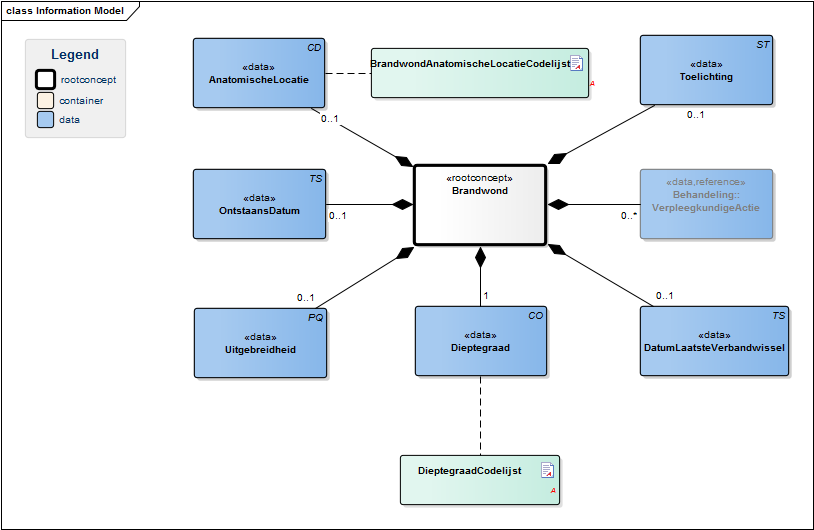 class Information Model
Legend
rootconcept
container
data
CD
«data»
AnatomischeLocatie
0..1
BrandwondAnatomischeLocatieCodelijst
A
ST
«data»
Toelichting
0..1
TS
«data»
OntstaansDatum
0..1
«rootconcept»
Brandwond
«data,reference»
Behandeling::
VerpleegkundigeActie
0..*
PQ
«data»
Uitgebreidheid
0..1
CO
«data»
Dieptegraad
1
TS
«data»
DatumLaatsteVerbandwissel
0..1
DieptegraadCodelijst
A